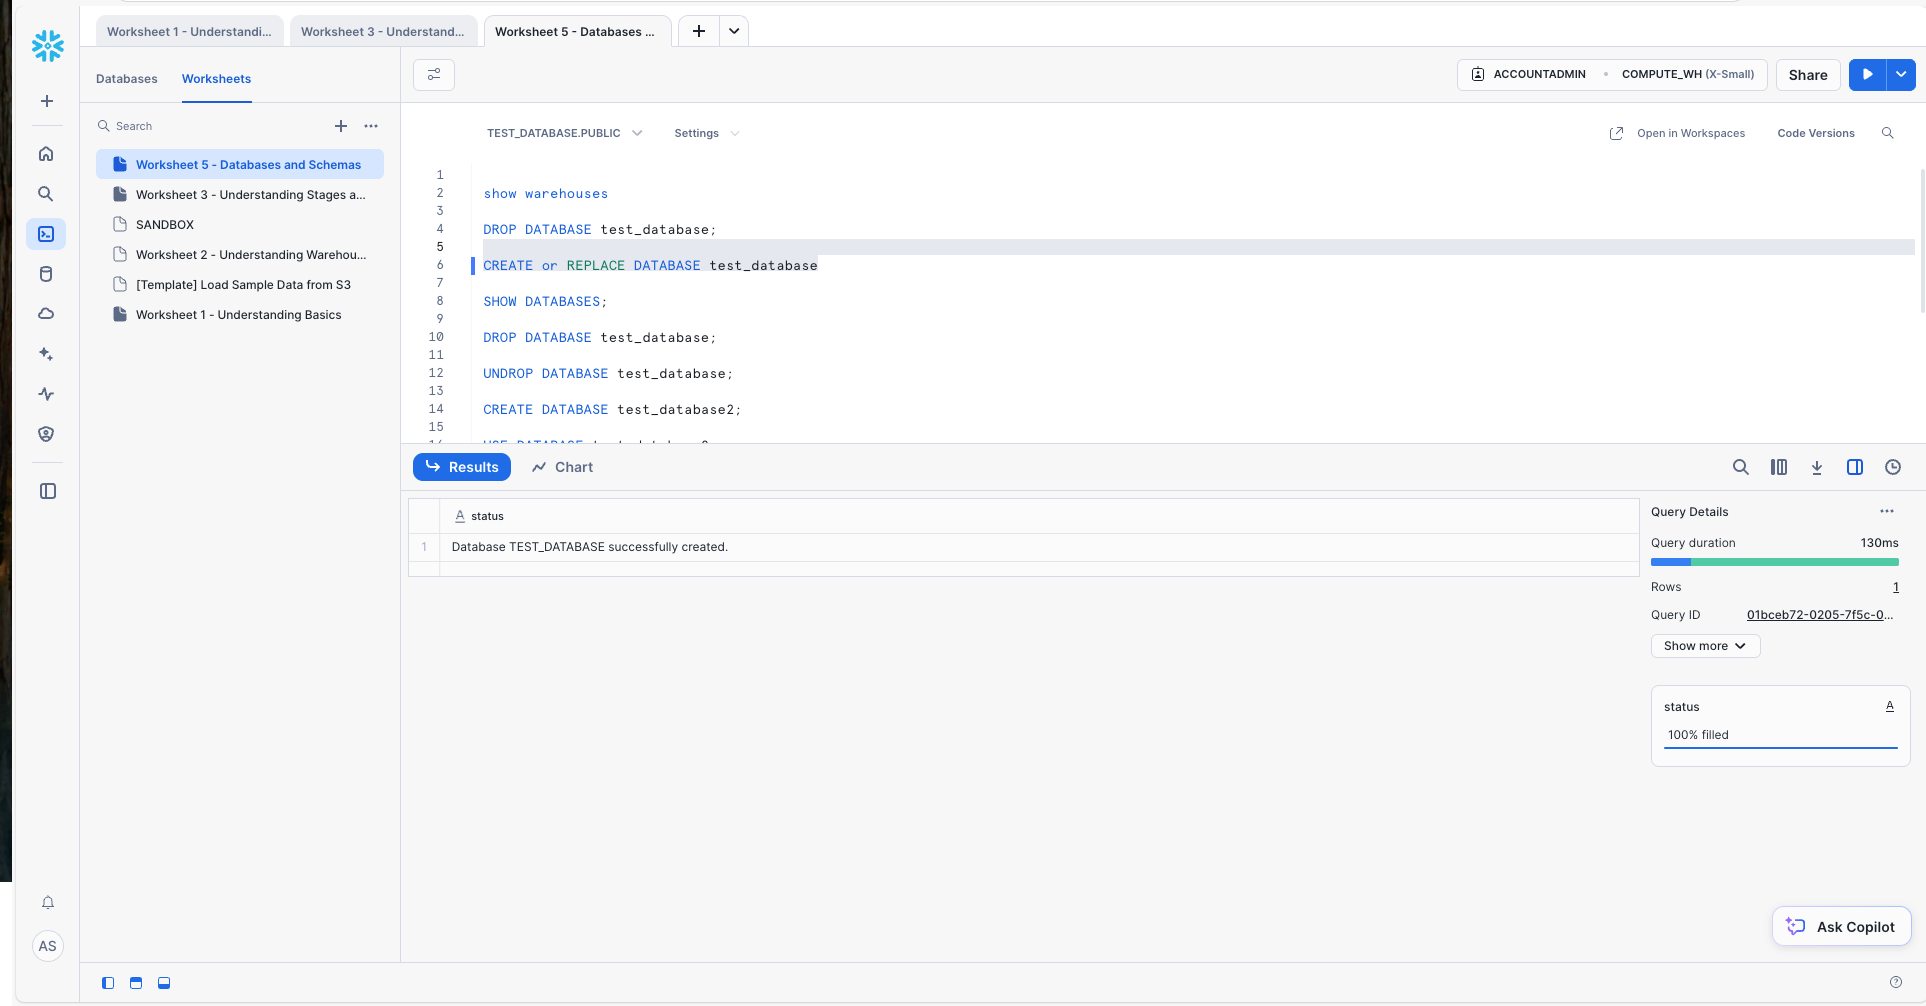 Worksheet 1 - Understandi...
Worksheet 3 - Understand...
Worksheet 5 - Databases ...
Databases
Worksheets
Search
Worksheet 5 - Databases and Schemas
Worksheet 3 - Understanding Stages a...
SANDBOX
Worksheet 2 - Understanding Warehou...
[Template] Load Sample Data from S3
Worksheet 1 - Understanding Basics
AS
ACCOUNTADMIN
COMPUTE_WH (X-Small)
Share
TEST_DATABASE.PUBLIC
Settings
Open in Workspaces
Code Versions
1
2 show warehouses
3
4 DROP DATABASE test_database;
5
6 CREATE or REPLACE DATABASE test_database
7
8 SHOW DATABASES;
9
10 DROP DATABASE test_database;
11
12 UNDROP DATABASE test_database;
13
14 CREATE DATABASE test_database2;
15
Results
Chart
A status
1 Database TEST_DATABASE successfully created.
Query Details
Query duration 130ms
Rows 1
Query ID 01bceb72-0205-7f5c-0...
Show more
status A
100% filled
Ask Copilot